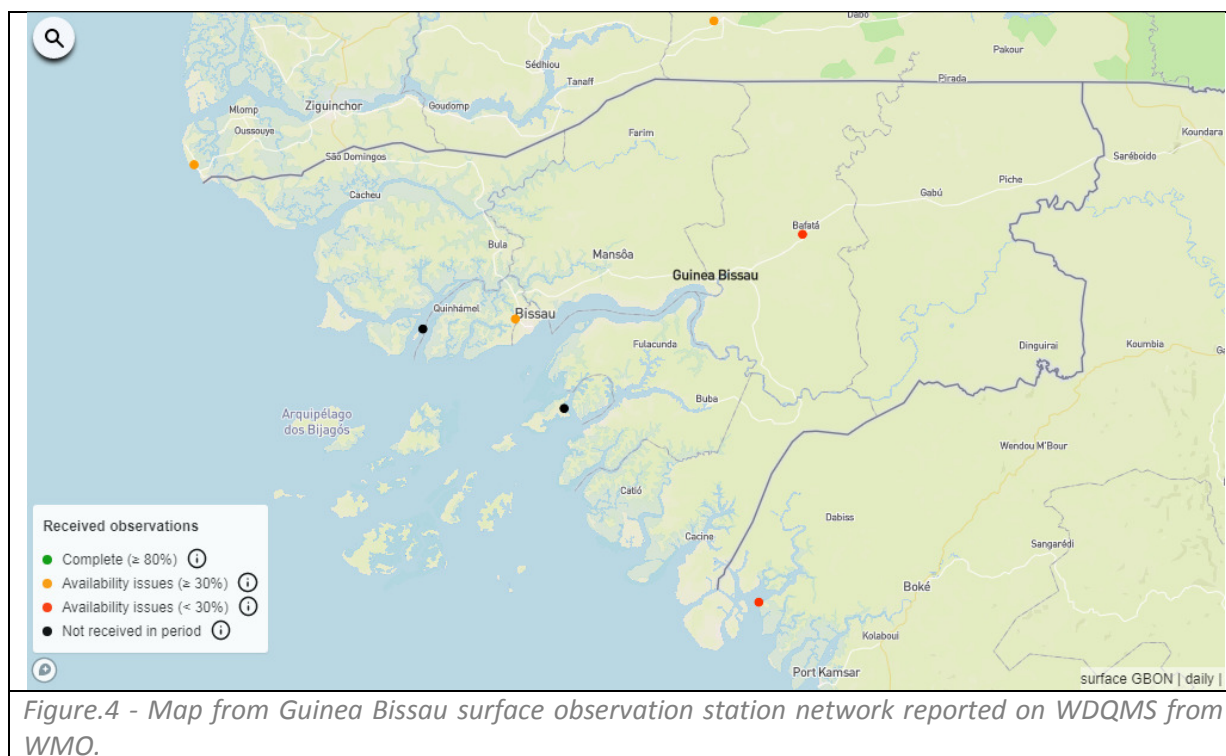 Dabo
Pakour
Sédhiou
Tanaff
Pirada
Mlomp
Ziguinchor
Goudomp
Oussouye
Farim
Koundara
São Domingos
Saréboido
Cacheu
Piche
Gabú
Bafatá
Bula
Mansôa
Guinea Bissau
Quinhámel
Bissau
Fulacunda
Dinguirai
Koumbia
Ga
Buba
Arquipélago
dos Bijagós
Wendou M'Bour
Catió
Dabiss
Cacine
Sangarédi
Boké
Kolaboui
Port Kamsar
Received observations
Complete (≥ 80%)
Availability issues (≥ 30%)
Availability issues (< 30%)
Not received in period
surface GBON | daily |
Figure.4 - Map from Guinea Bissau surface observation station network reported on WDQMS from
WMO.